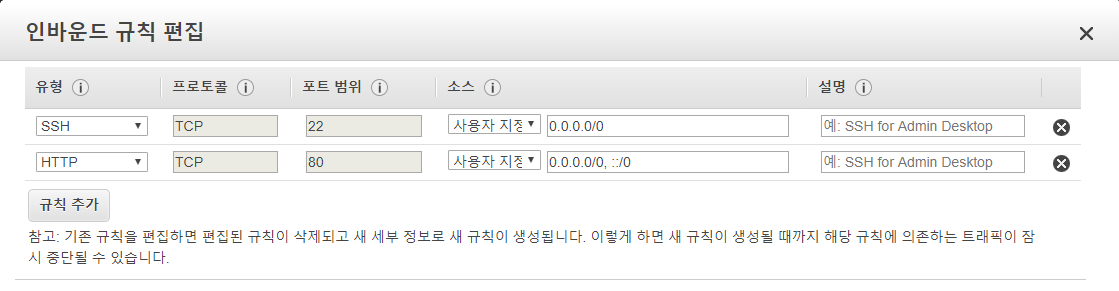 인바운드 규칙 편집
유형 프로토콜 포트 범위 소스 설명
SSH TCP 22 사용자 지정 0.0.0.0/0 예: SSH for Admin Desktop
HTTP TCP 80 사용자 지정 0.0.0.0/0, ::/0 예: SSH for Admin Desktop
규칙 추가
참고: 기존 규칙을 편집하면 편집된 규칙이 삭제되고 새 세부 정보로 새 규칙이 생성됩니다. 이렇게 하면 새 규칙이 생성될 때까지 해당 규칙에 의존하는 트래픽이 잠
시 중단될 수 있습니다.